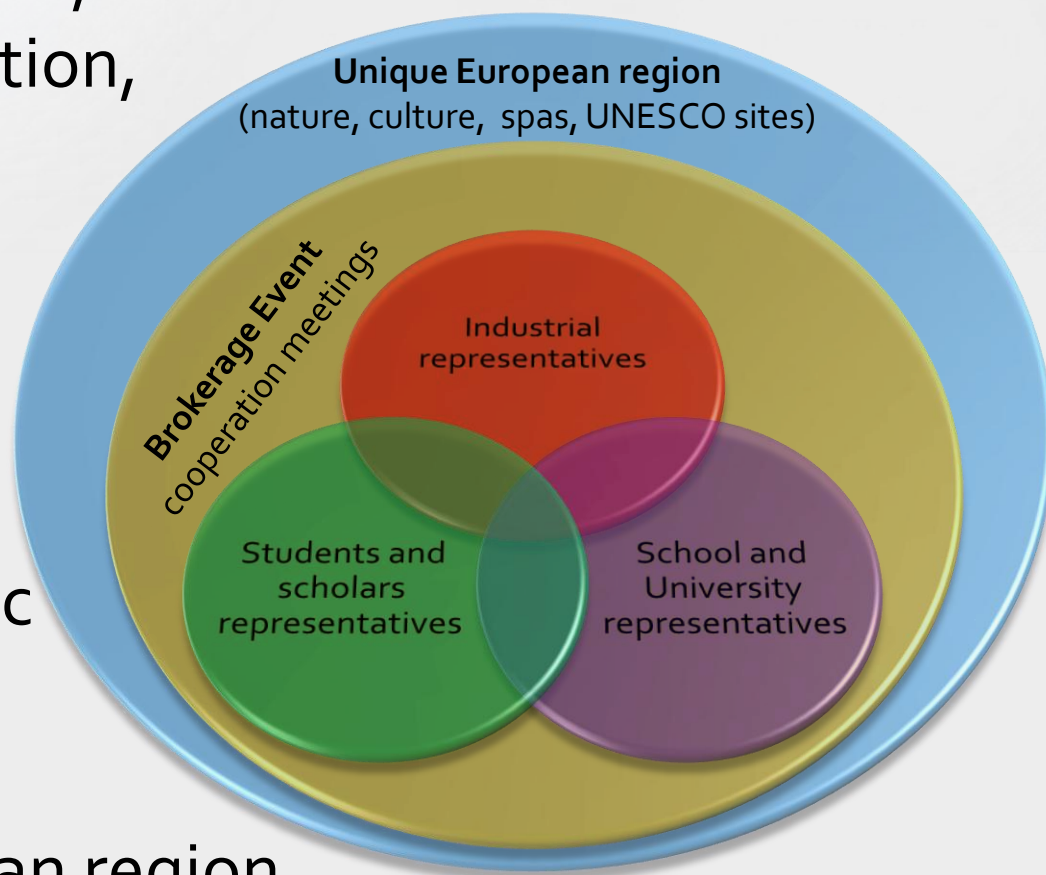 tion,
Unique European region
(nature, culture, spas, UNESCO sites)
Brokerage Event
cooperation meetings
Industrial
representatives
Students and
scholars
representatives
School and
University
representatives
c
an region